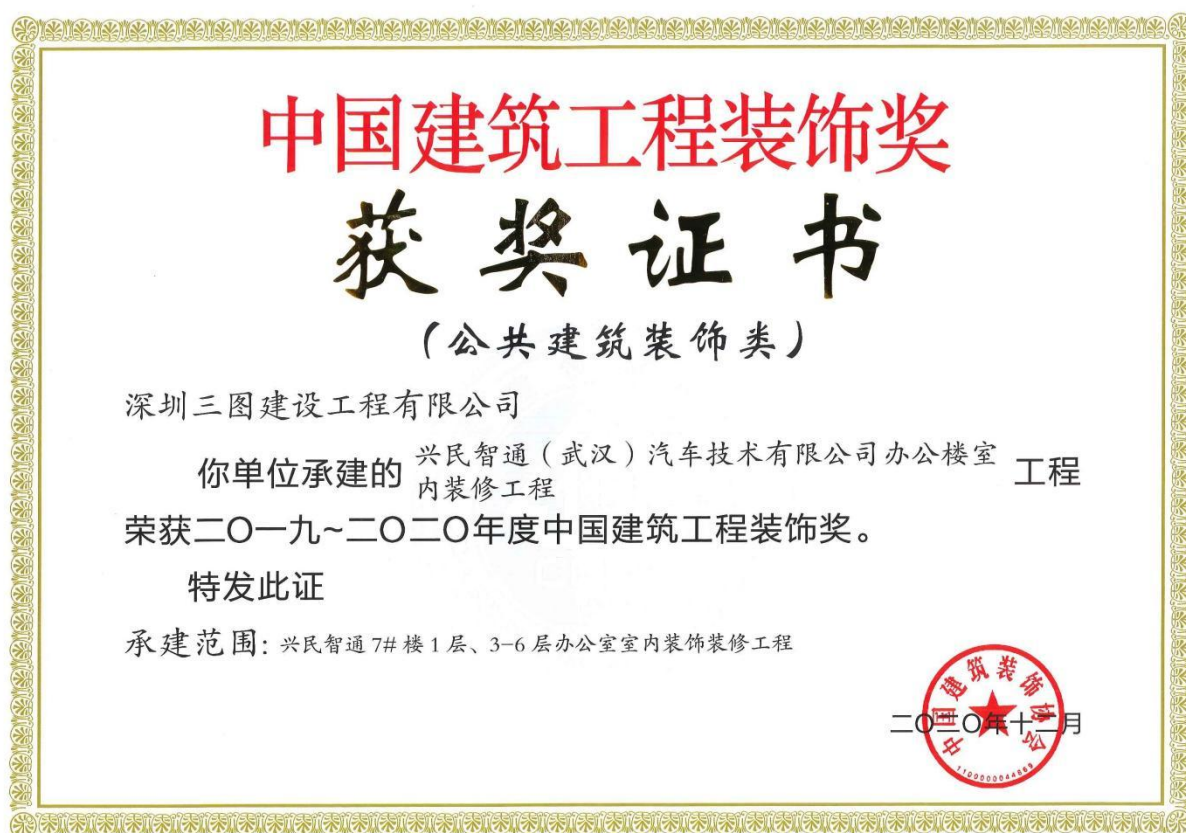 中国建筑工程装饰奖
获奖证书
（公共建筑装饰类）
深圳三图建设工程有限公司
你单位承建的 兴民智通（武汉）汽车技术有限公司办公楼室内装修工程 工程
荣获二〇一九~二〇二〇年度中国建筑工程装饰奖。
特发此证
承建范围：兴民智通 7# 楼 1 层、3-6 层办公室室内装饰装修工程
二〇二〇年十二月
中国建筑装饰协会
1100000044869